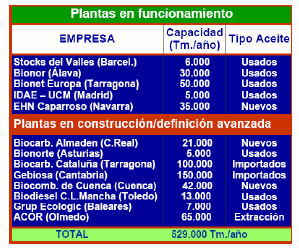 Plantas en funcionamiento
EMPRESA Capacidad (Tm./año) Tipo Aceite
Stocks del Valles (Barcel.) 6.000 Usados
Bionor (Álava) 30.000 Usados
Bionet Europa (Tarragona) 50.000 Usados
IDAE – UCM (Madrid) 5.000 Usados
EHN Caparroso (Navarra) 35.000 Nuevos
Plantas en construcción/definición avanzada
Biocarb. Almaden (C.Real) 21.000 Nuevos
Bionorte (Asturias) 5.000 Usados
Biocarb. Cataluña (Tarragona) 100.000 Importados
Gebiosa (Cantabria) 150.000 Importados
Biocomb. de Cuenca (Cuenca) 42.000 Nuevos
Biodiesel C.L.Mancha (Toledo) 13.000 Usados
Grup Ecologic (Baleares) 7.000 Usados
ACOR (Olmedo) 65.000 Extracción
TOTAL 529.000 Tm./año